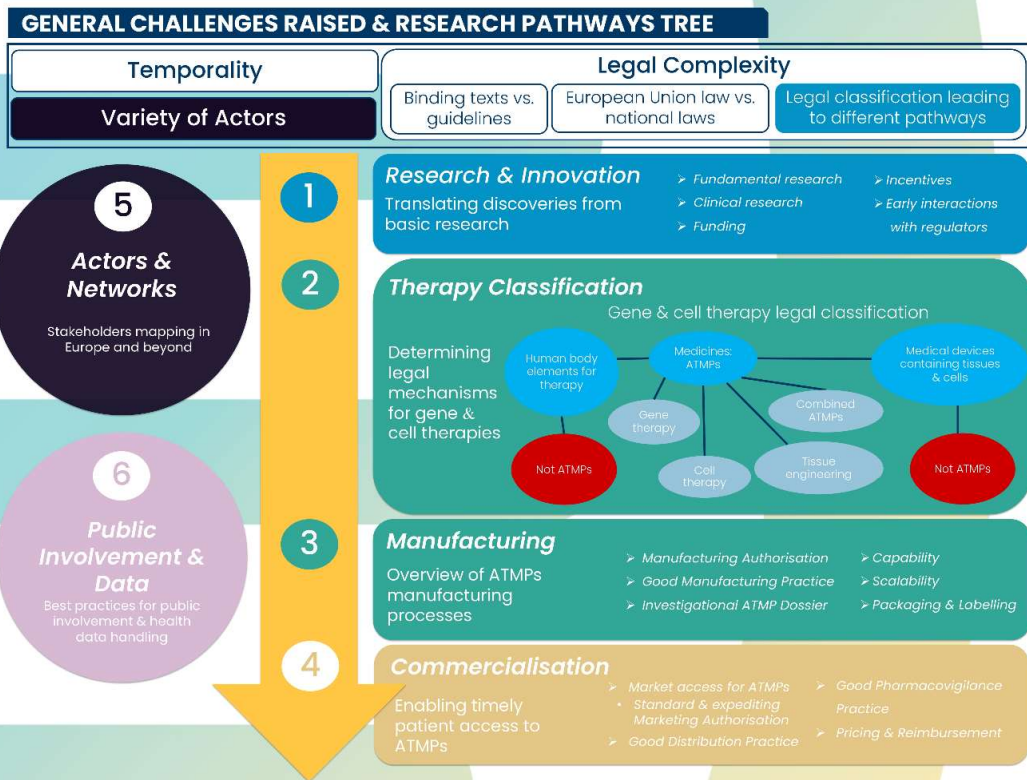 GENERAL CHALLENGES RAISED & RESEARCH PATHWAYS TREE
Temporality
Variety of Actors
Legal Complexity
Binding texts vs.
guidelines
European Union law vs.
national laws
Legal classification leading
to different pathways
1
Research & Innovation
Translating discoveries from
basic research
➢ Fundamental research
➢ Clinical research
➢ Funding
➢ Incentives
➢ Early interactions
with regulators
2
Therapy Classification
Gene & cell therapy legal classification
Determining
legal
mechanisms
for gene &
cell therapies
Human body
elements for
therapy
Medicines:
ATMPs
Medical devices
containing tissues
& cells
Gene
therapy
Combined
ATMPs
Not ATMPs
Cell
therapy
Tissue
engineering
Not ATMPs
3
Manufacturing
Overview of ATMPs
manufacturing
processes
➢ Manufacturing Authorisation
➢ Good Manufacturing Practice
➢ Investigational ATMP Dossier
➢ Capability
➢ Scalability
➢ Packaging & Labelling
4
Commercialisation
Enabling timely
patient access to
ATMPs
➢ Market access for ATMPs
• Standard & expediting
Marketing Authorisation
➢ Good Distribution Practice
➢ Good Pharmacovigilance
Practice
➢ Pricing & Reimbursement
5
Actors &
Networks
Stakeholders mapping in
Europe and beyond
6
Public
Involvement &
Data
Best practices for public
involvement & health
data handling